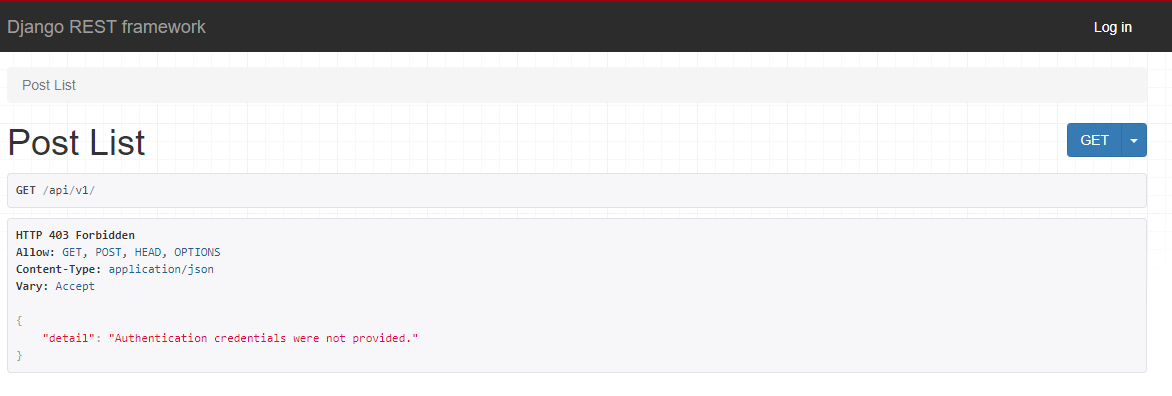 Django REST framework
Log in
Post List
Post List
GET
GET /api/v1/
HTTP 403 Forbidden
Allow: GET, POST, HEAD, OPTIONS
Content-Type: application/json
Vary: Accept
{
    "detail": "Authentication credentials were not provided."
}